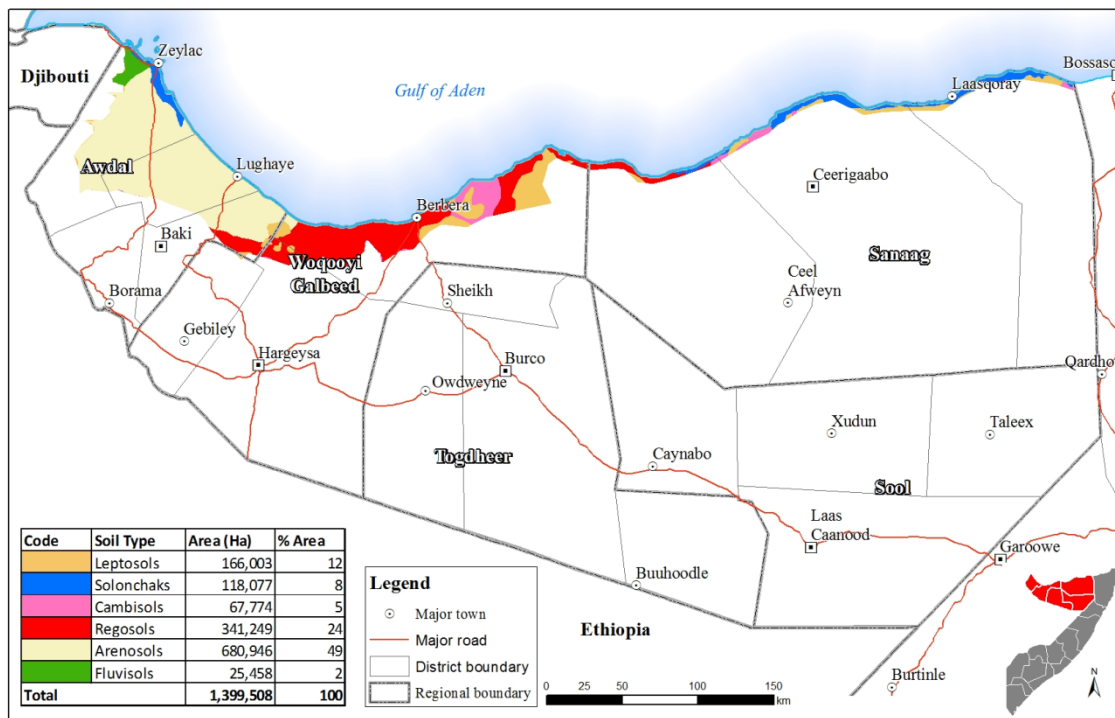 Zeylac
Djibouti
Gulf of Aden
Bossaso
Laasqoray
Awdal
Lughaye
Ceerigaabo
Berbera
Baki
Woqooyi
Galbeed
Sanaag
Ceel
Afweyn
Borama
Sheikh
Gebiley
Hargeysa
Burco
Qardho
Owdweyne
Xudun
Taleex
Togdheer
Caynabo
Sool
Laas
Caanood
Garoowe
Buuhoodle
Ethiopia
Burtinle
Code Soil Type Area (Ha) % Area
Leptosols 166,003 12
Solonchaks 118,077 8
Cambisols 67,774 5
Regosols 341,249 24
Arenosols 680,946 49
Fluvisols 25,458 2
Total 1,399,508 100
Legend
Major town
Major road
District boundary
Regional boundary
0 25 50 100 150
km
N